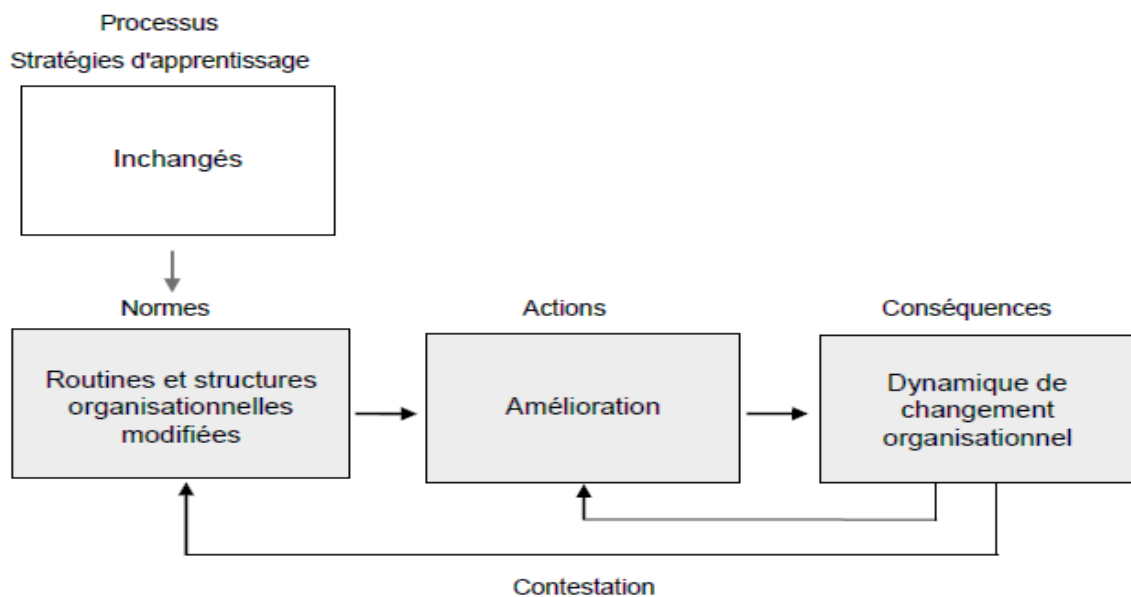 Processus
Stratégies d'apprentissage
Inchangés
Normes
Actions
Conséquences
Routines et structures
organisationnelles
modifiées
Amélioration
Dynamique de
changement
organisationnel
Contestation